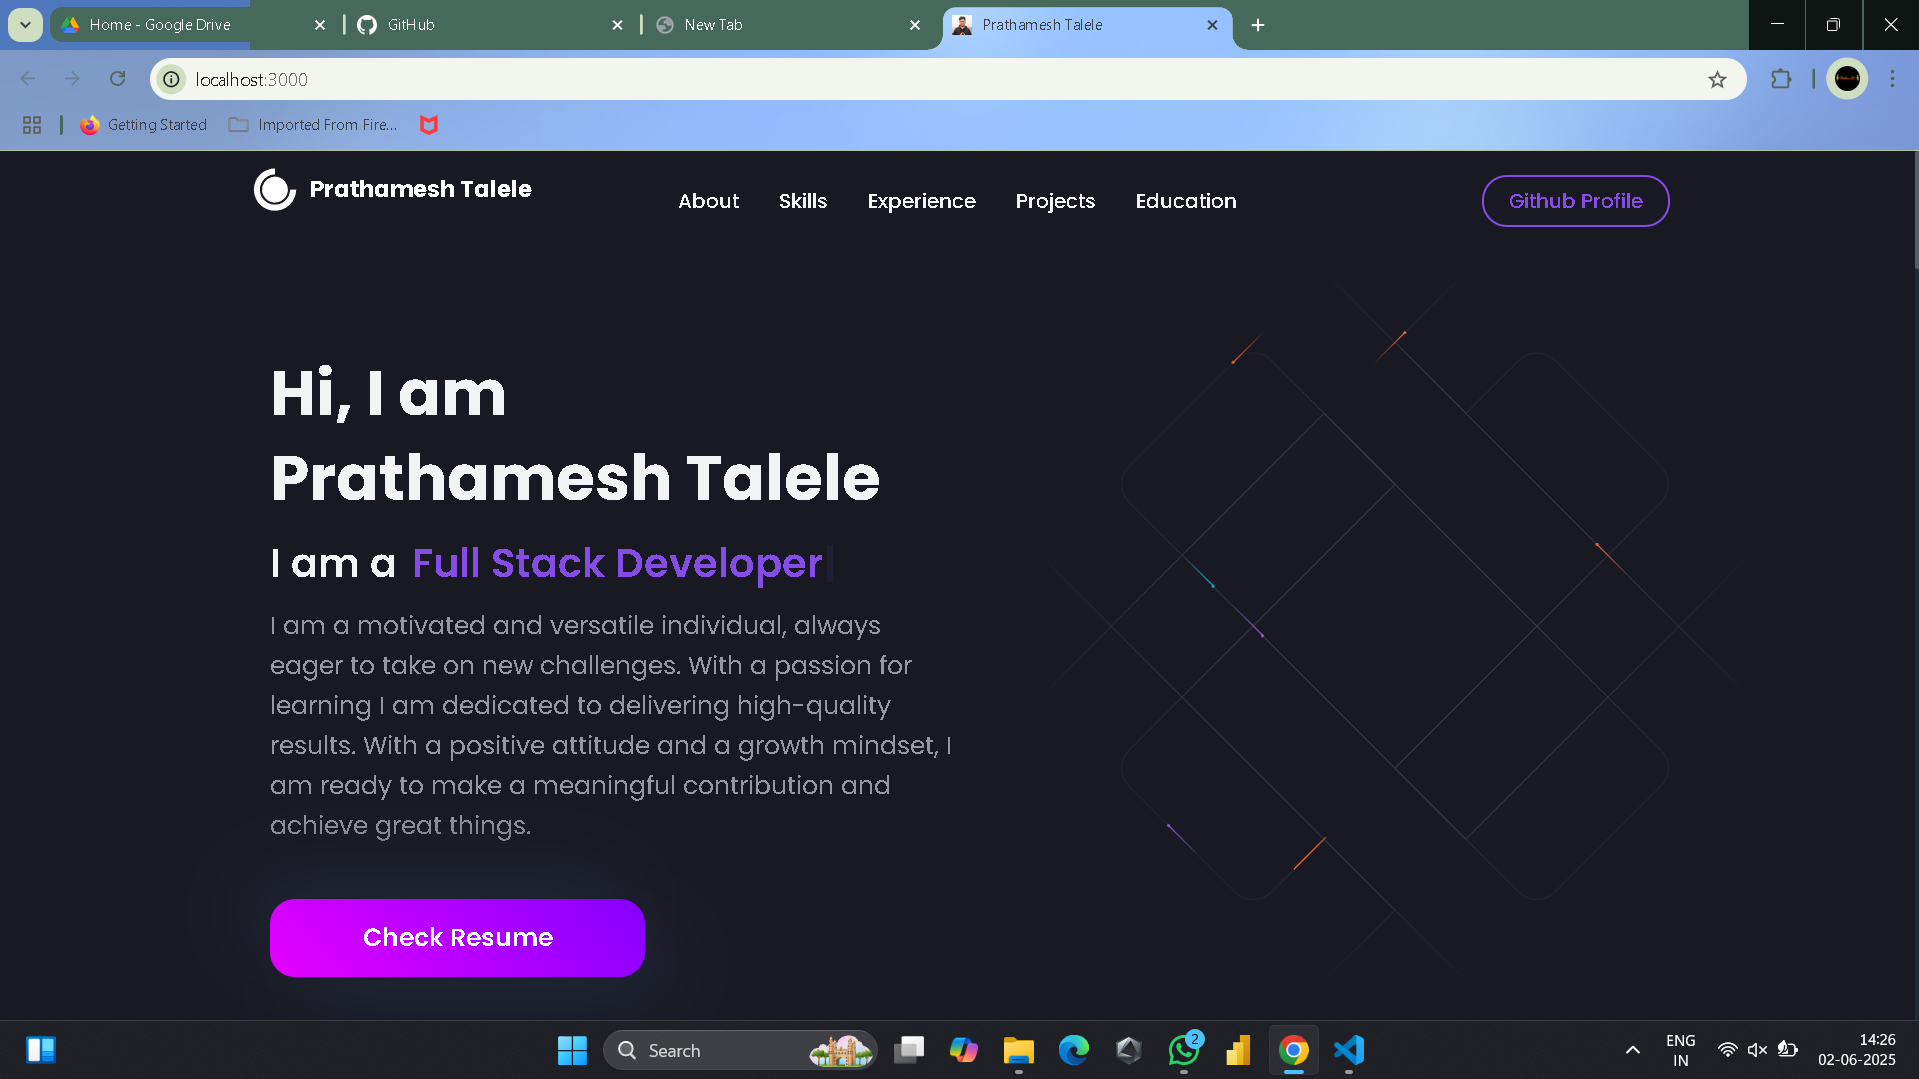 Home - Google Drive
GitHub
New Tab
Prathamesh Talele
localhost:3000
Getting Started
Imported From Fire...
Prathamesh Talele
About
Skills
Experience
Projects
Education
Github Profile
Hi, I am
Prathamesh Talele
I am a Full Stack Developer
I am a motivated and versatile individual, always
eager to take on new challenges. With a passion for
learning I am dedicated to delivering high-quality
results. With a positive attitude and a growth mindset, I
am ready to make a meaningful contribution and
achieve great things.
Check Resume
Search
2
ENG
IN
14:26
02-06-2025